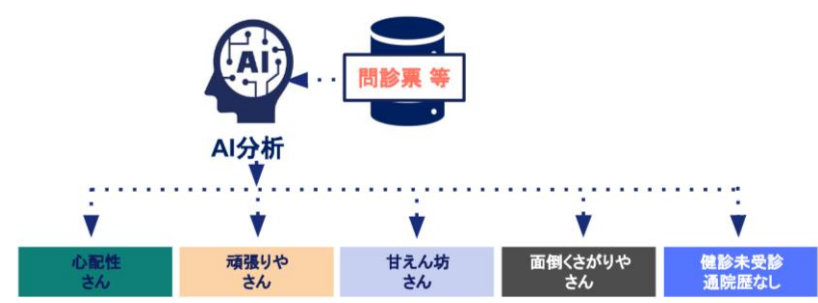 AI
問診票 等
AI分析
心配性
さん
頑張りや
さん
甘えん坊
さん
面倒くさがりや
さん
健診未受診
通院歴なし